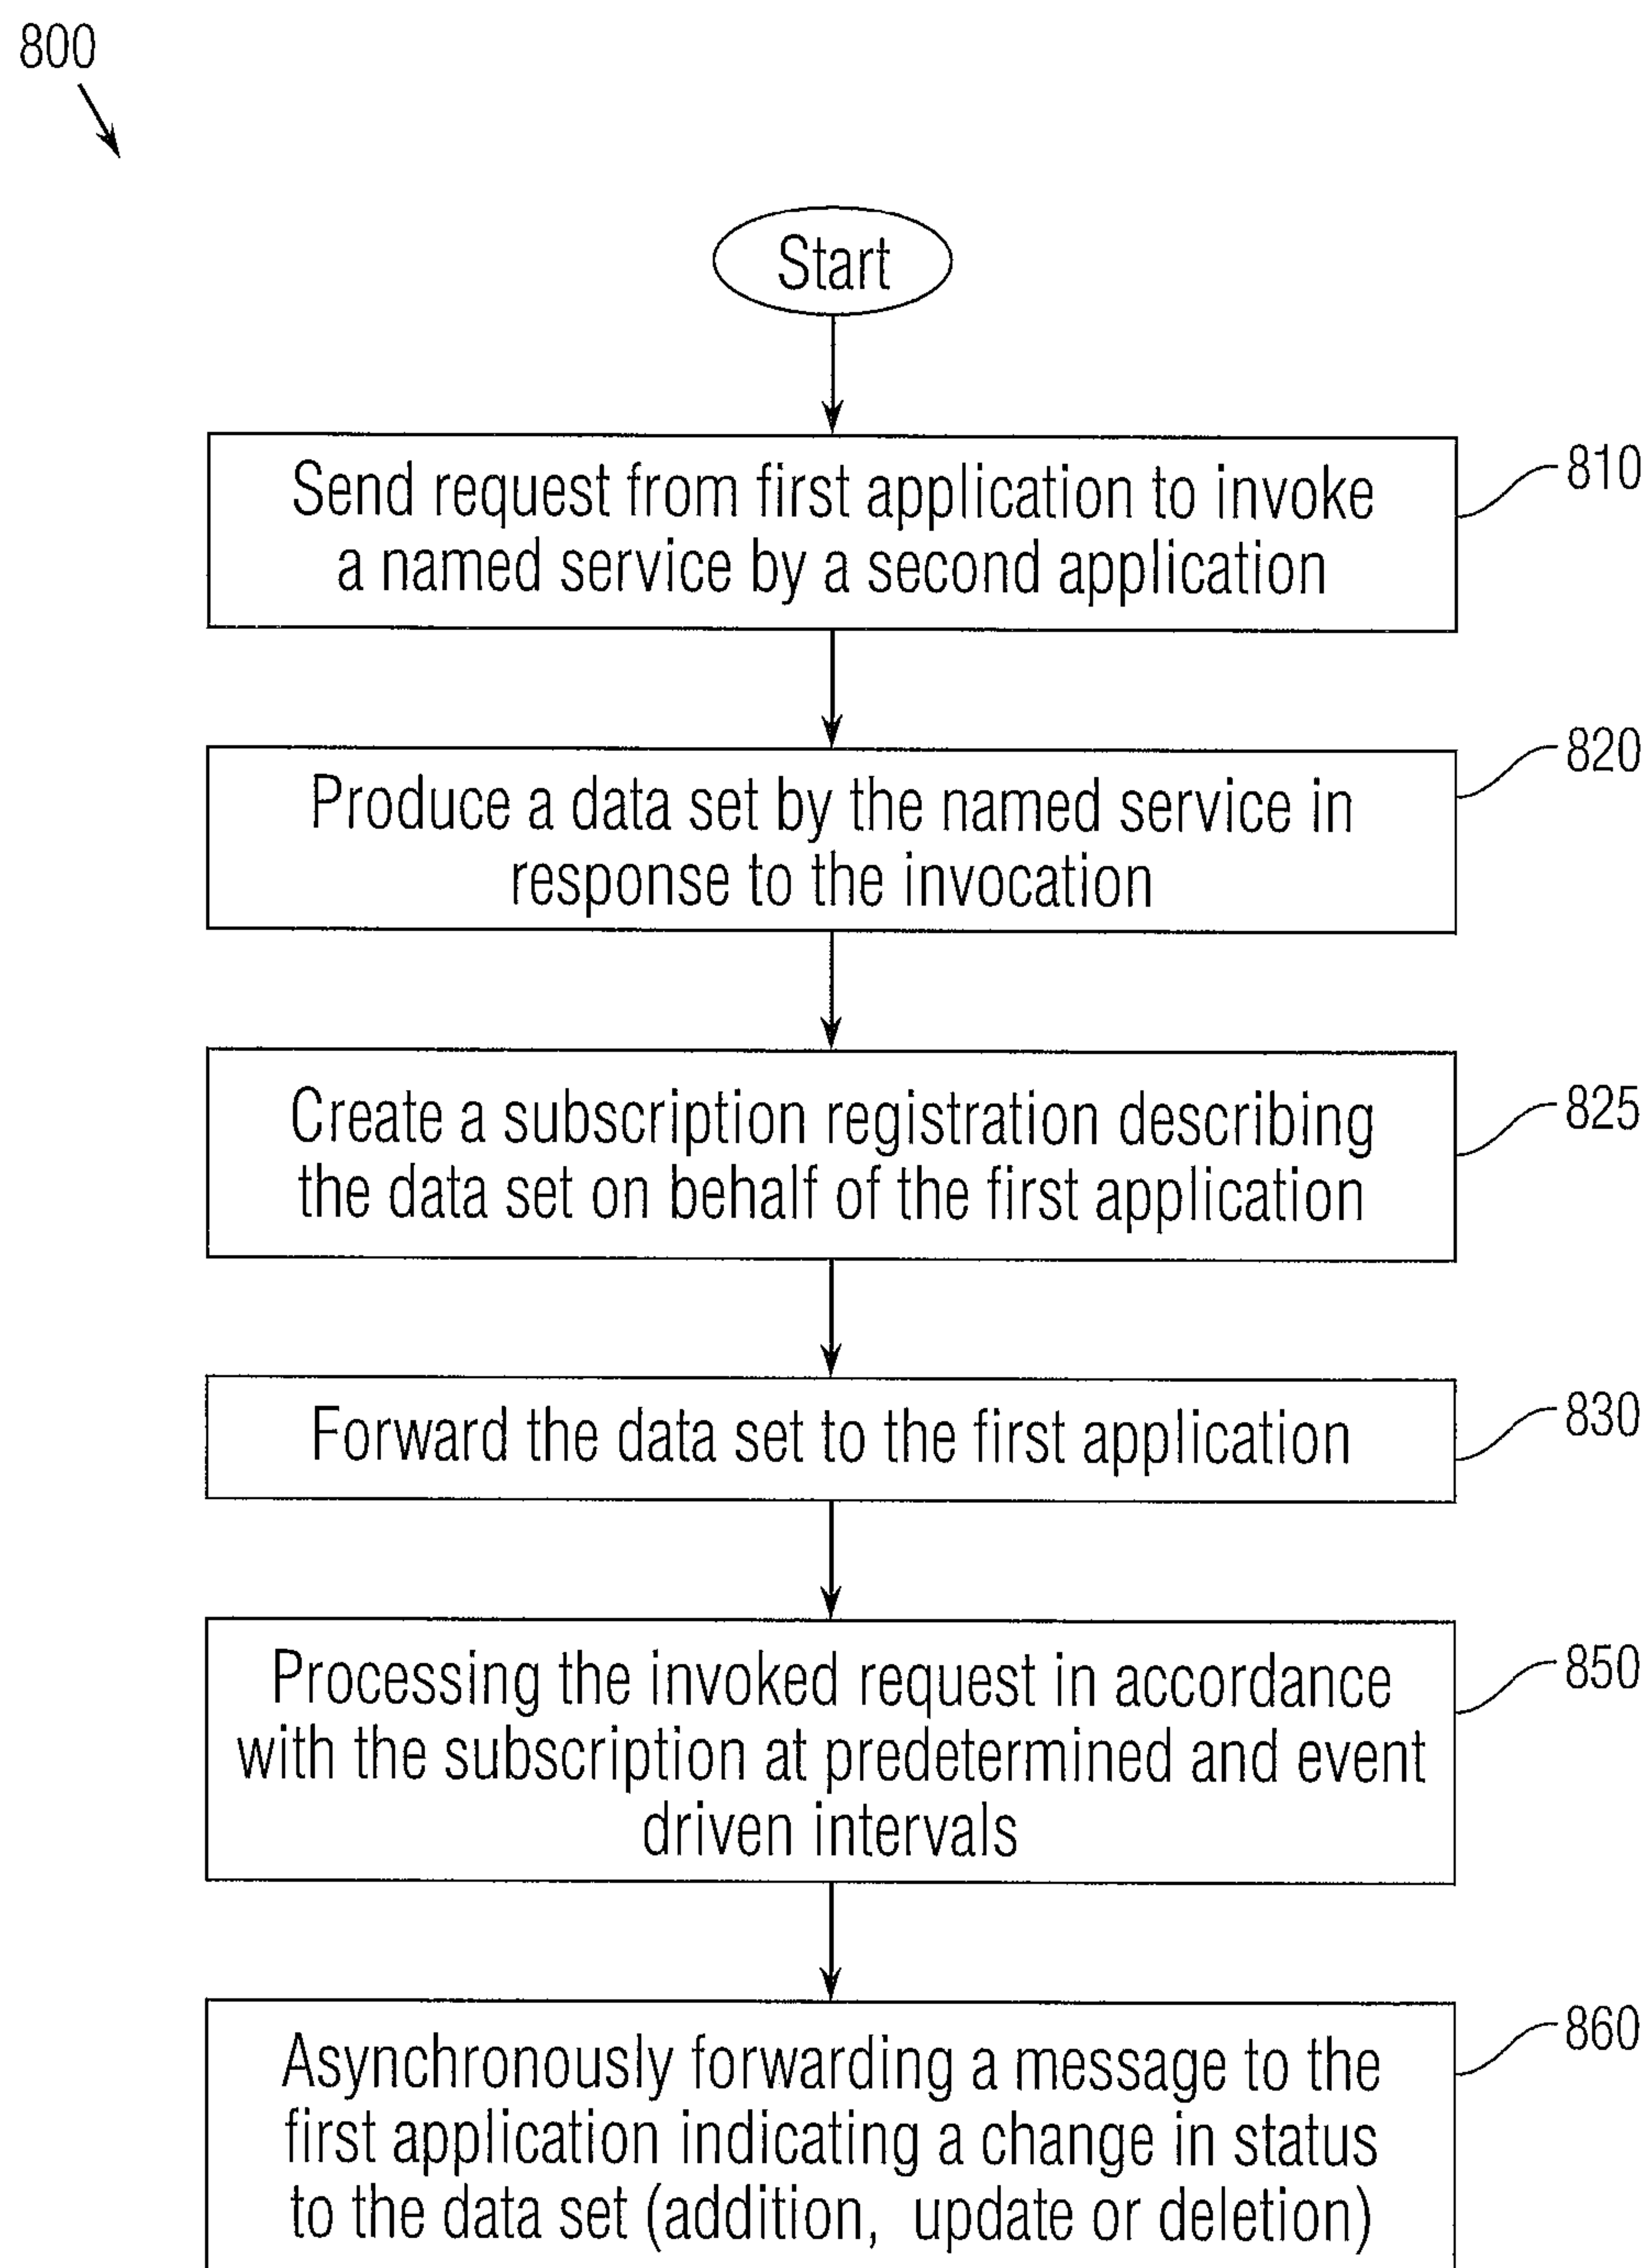 800
Start
Send request from first application to invoke
a named service by a second application
810
Produce a data set by the named service in
response to the invocation
820
Create a subscription registration describing
the data set on behalf of the first application
825
Forward the data set to the first application
830
Processing the invoked request in accordance
with the subscription at predetermined and event
driven intervals
850
Asynchronously forwarding a message to the
first application indicating a change in status
to the data set (addition, update or deletion)
860